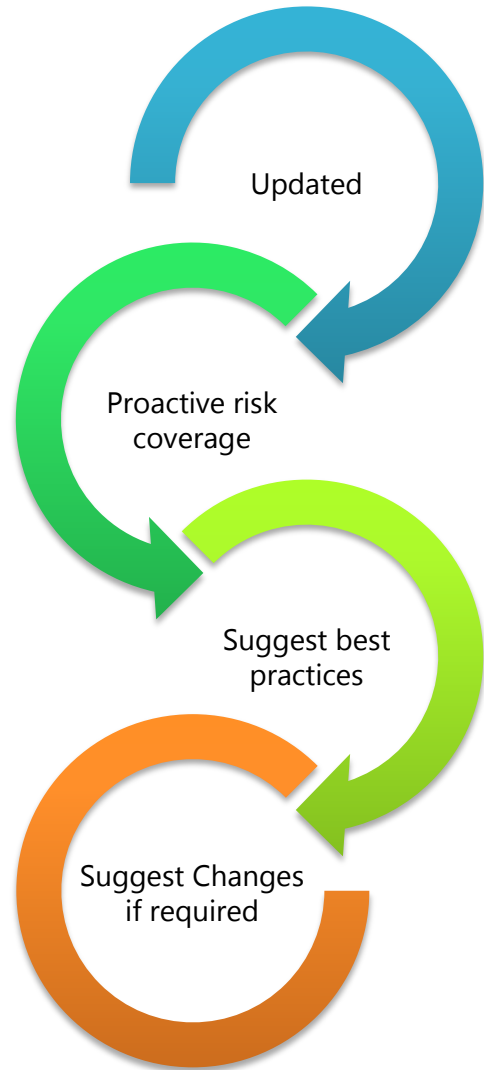 Updated
Proactive risk
coverage
Suggest best
practices
Suggest Changes
if required